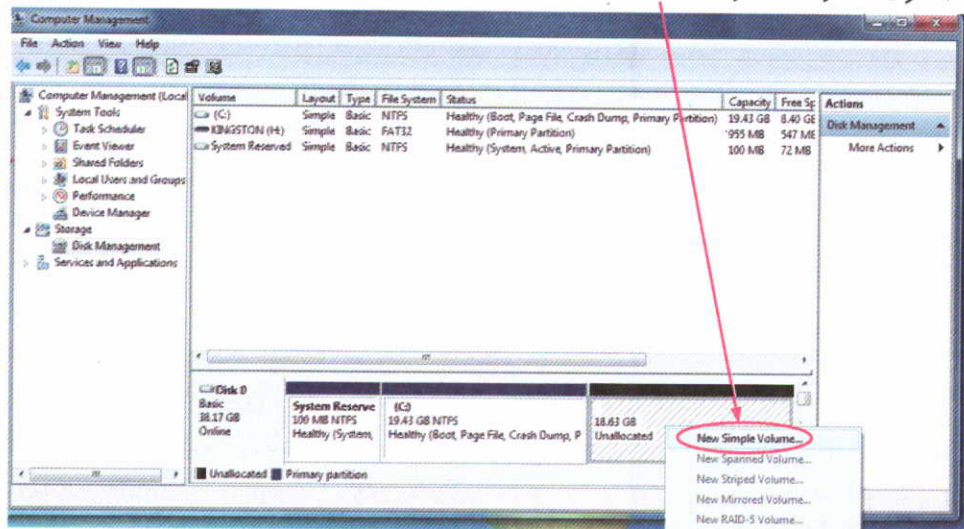 Computer Management
File Action View Help
Computer Management (Local
System Tools
Task Scheduler
Event Viewer
Shared Folders
Local Users and Groups
Performance
Device Manager
Storage
Disk Management
Services and Applications
Volume Layout Type File System Status Capacity Free Sp
(C:) Simple Basic NTFS Healthy (Boot, Page File, Crash Dump, Primary Partition) 19.43 GB 8.40 GE
KINGSTON (H:) Simple Basic FAT32 Healthy (Primary Partition) 955 MB 547 ME
System Reserved Simple Basic NTFS Healthy (System, Active, Primary Partition) 100 MB 72 MB
Actions
Disk Management
More Actions
Disk 0
Basic
38.17 GB
Online
System Reserve
100 MB NTFS
Healthy (System,
(C:)
19.43 GB NTFS
Healthy (Boot, Page File, Crash Dump, P
18.63 GB
Unallocated
New Simple Volume...
New Spanned Volume...
New Striped Volume...
New Mirrored Volume...
New RAID-5 Volume...
Unallocated Primary partition